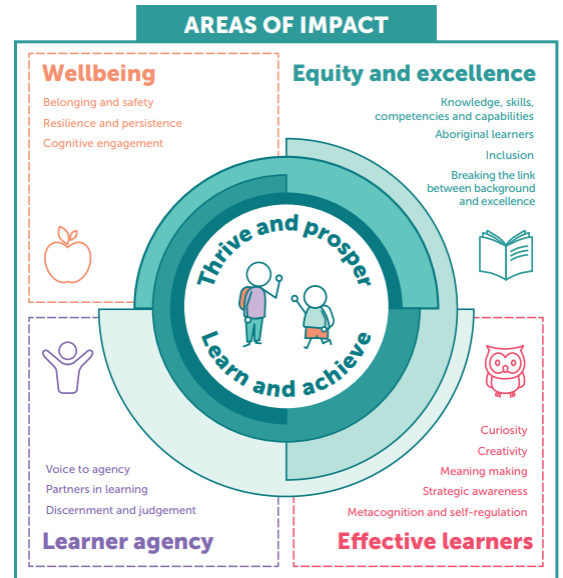 AREAS OF IMPACT
Wellbeing
Belonging and safety
Resilience and persistence
Cognitive engagement
Equity and excellence
Knowledge, skills,
competencies and capabilities
Aboriginal learners
Inclusion
Breaking the link
between background
and excellence
Thrive and prosper
Learn and achieve
Voice to agency
Partners in learning
Discernment and judgement
Learner agency
Curiosity
Creativity
Meaning making
Strategic awareness
Metacognition and self-regulation
Effective learners